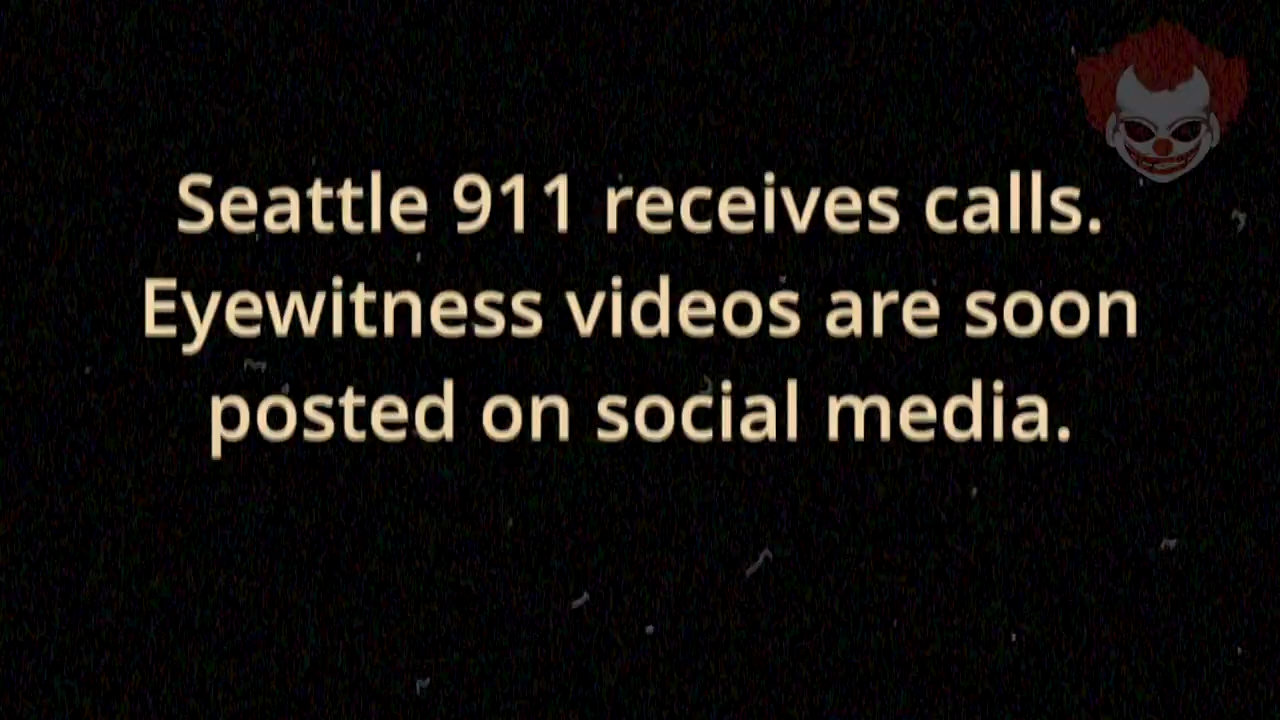 Seattle 911 receives calls.
Eyewitness videos are soon
posted on social media.